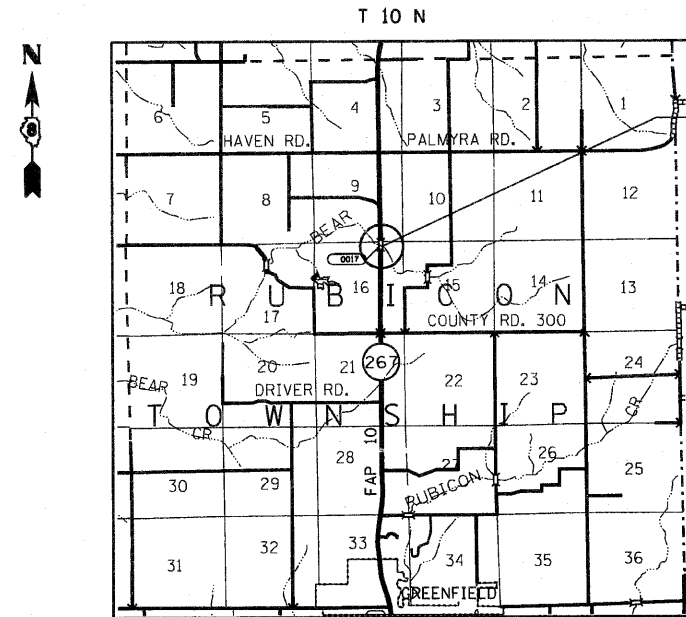 T 10 N
N
8
6
5
4
3
2
1
HAVEN RD.
PALMYRA RD.
7
8
9
10
11
12
BEAR
0017
18
17
16
15
14
13
RUBICON
COUNTY RD. 300
267
19
20
21
22
23
24
BEAR
CR
DRIVER RD.
TOWNSHIP
CR
FAP 10
30
29
28
27
26
25
RUBICON
31
32
33
34
35
36
GREENFIELD